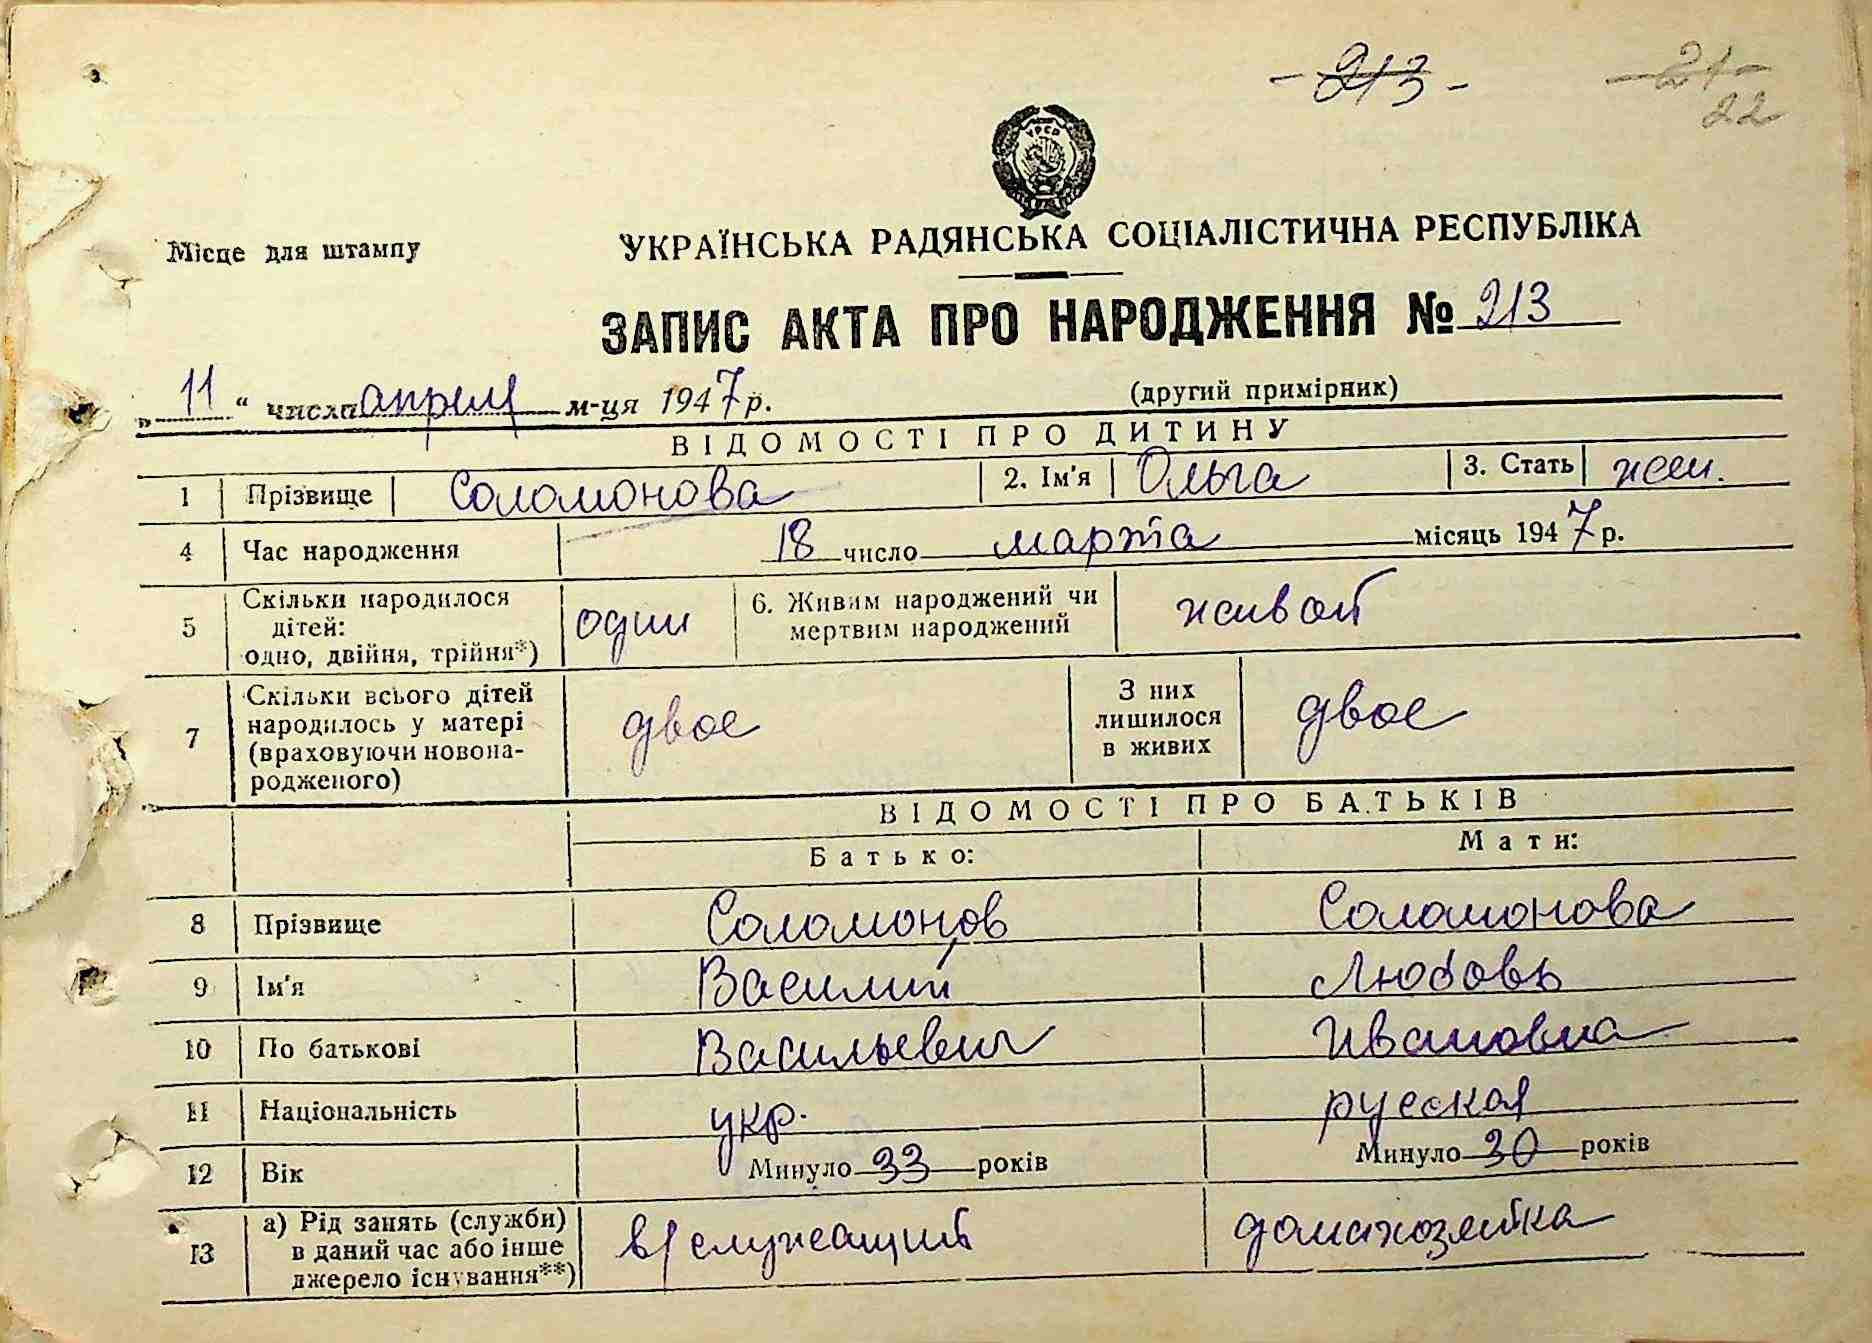 - 213 -
- 21 -
22
УРСР
Місце для штампу
УКРАЇНСЬКА РАДЯНСЬКА СОЦІАЛІСТИЧНА РЕСПУБЛІКА
ЗАПИС АКТА ПРО НАРОДЖЕННЯ № 213
„ 11 “ числа апреля м-ця 1947 р. (другий примірник)
ВІДОМОСТІ ПРО ДИТИНУ
1 Прізвище Соломонова 2. Ім'я Ольга 3. Стать жен.
4 Час народження 18 число марта місяць 1947 р.
5 Скільки народилося дітей: одно, двійня, трійня*) один 6. Живим народжений чи мертвим народжений живой
7 Скільки всього дітей народилось у матері (враховуючи новонародженого) двое З них лишилося в живих двое
ВІДОМОСТІ ПРО БАТЬКІВ
Батько: Мати:
8 Прізвище Соломонов Соломонова
9 Ім'я Василий Любовь
10 По батькові Васильевич Ивановна
11 Національність укр. русская
12 Вік Минуло 33 років Минуло 30 років
13 а) Рід занять (служби) в даний час або інше джерело існування**) в/служащий домохозяйка